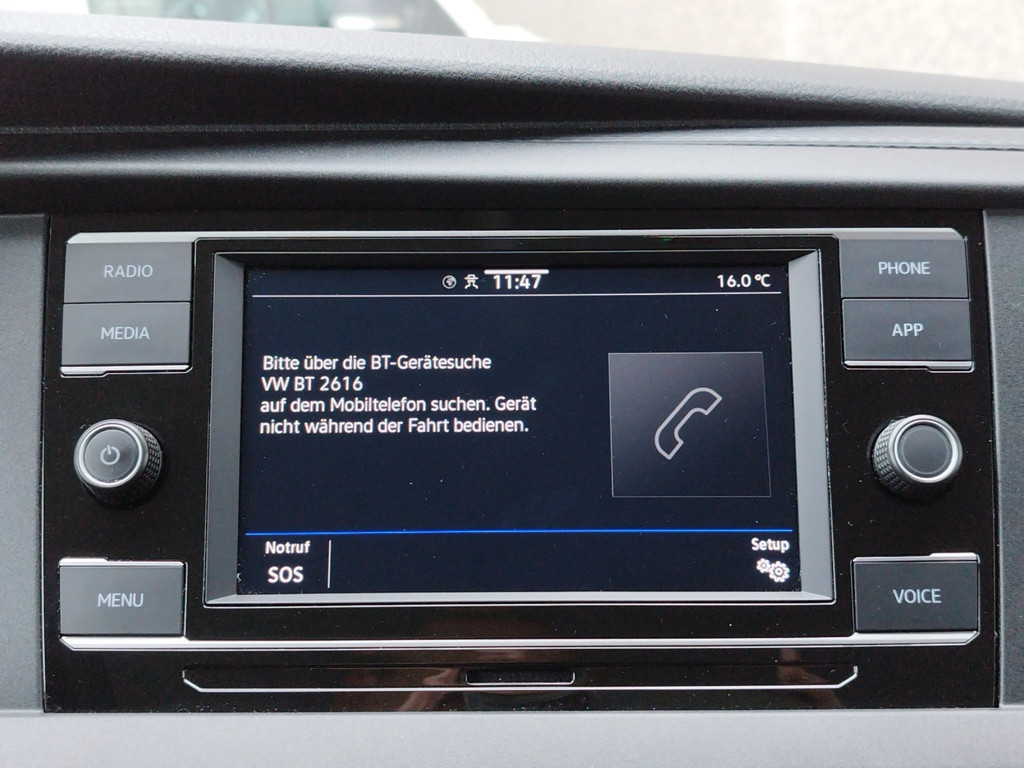 RADIO
MEDIA
MENU
11:47
16.0 °C
Bitte über die BT-Gerätesuche
VW BT 2616
auf dem Mobiltelefon suchen. Gerät
nicht während der Fahrt bedienen.
Notruf
SOS
Setup
PHONE
APP
VOICE